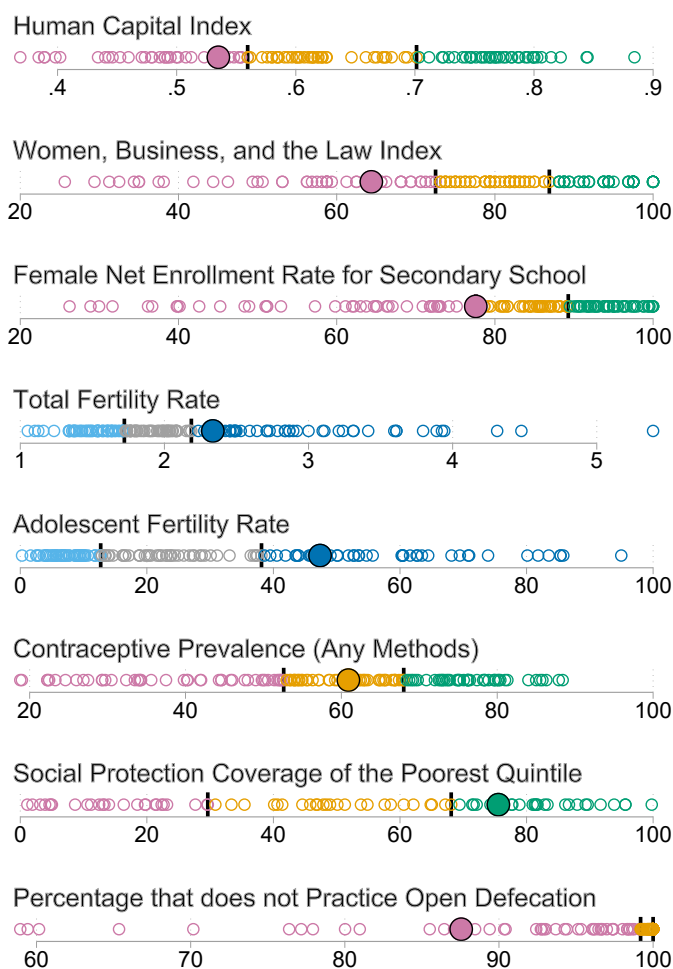 Human Capital Index
.4 .5 .6 .7 .8 .9
Women, Business, and the Law Index
20 40 60 80 100
Female Net Enrollment Rate for Secondary School
20 40 60 80 100
Total Fertility Rate
1 2 3 4 5
Adolescent Fertility Rate
0 20 40 60 80 100
Contraceptive Prevalence (Any Methods)
20 40 60 80 100
Social Protection Coverage of the Poorest Quintile
0 20 40 60 80 100
Percentage that does not Practice Open Defecation
60 70 80 90 100